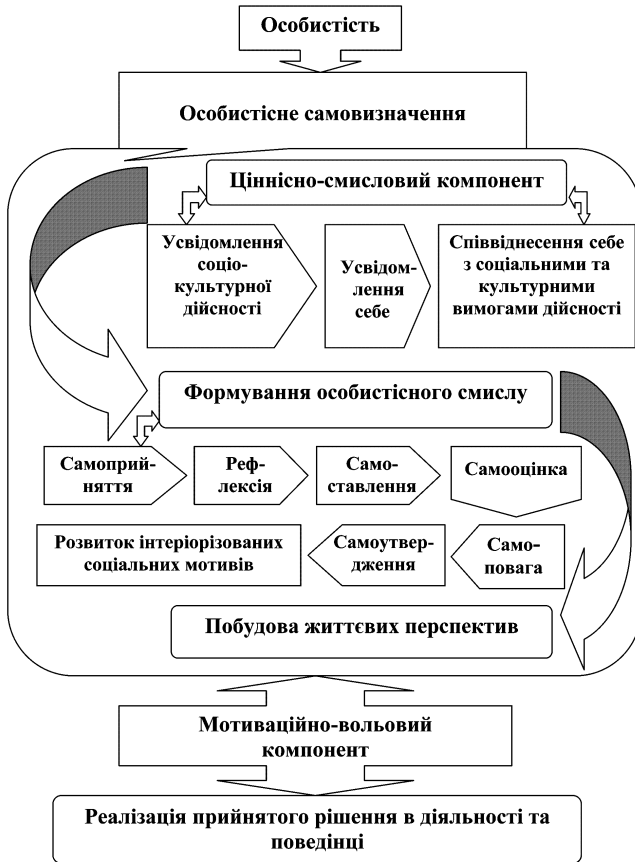 Особистість
Особистісне самовизначення
Ціннісно-смисловий компонент
Усвідомлення
соціо-
культурної
дійсності
Усвідом-
лення
себе
Співвіднесення себе
з соціальними та
культурними
вимогами дійсності
Формування особистісного смислу
Самоприй-
няття
Реф-
лексія
Само-
ставлення
Самооцінка
Розвиток інтеріорізованих
соціальних мотивів
Самоутвер-
дження
Само-
повага
Побудова життєвих перспектив
Мотиваційно-вольовий
компонент
Реалізація прийнятого рішення в діяльності та
поведінці